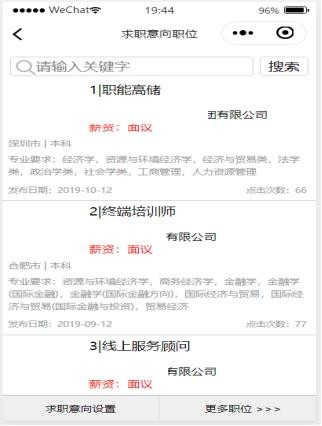 WeChat
19:44
96%
求职意向职位
请输入关键字
搜索
1|职能高储
团有限公司
薪资：面议
深圳市 | 本科
专业要求：经济学，资源与环境经济学，经济与贸易类，法学
类，政治学类，社会学类，工商管理，人力资源管理
发布日期：2019-10-12
点击次数：66
2|终端培训师
有限公司
薪资：面议
合肥市 | 本科
专业要求：资源与环境经济学，商务经济学，金融学，金融学
(国际金融)，金融学(国际金融方向)，国际经济与贸易，国际经
济与贸易(国际金融与投资)，贸易经济
发布日期：2019-09-12
点击次数：77
3|线上服务顾问
有限公司
薪资：面议
求职意向设置
更多职位 >>>